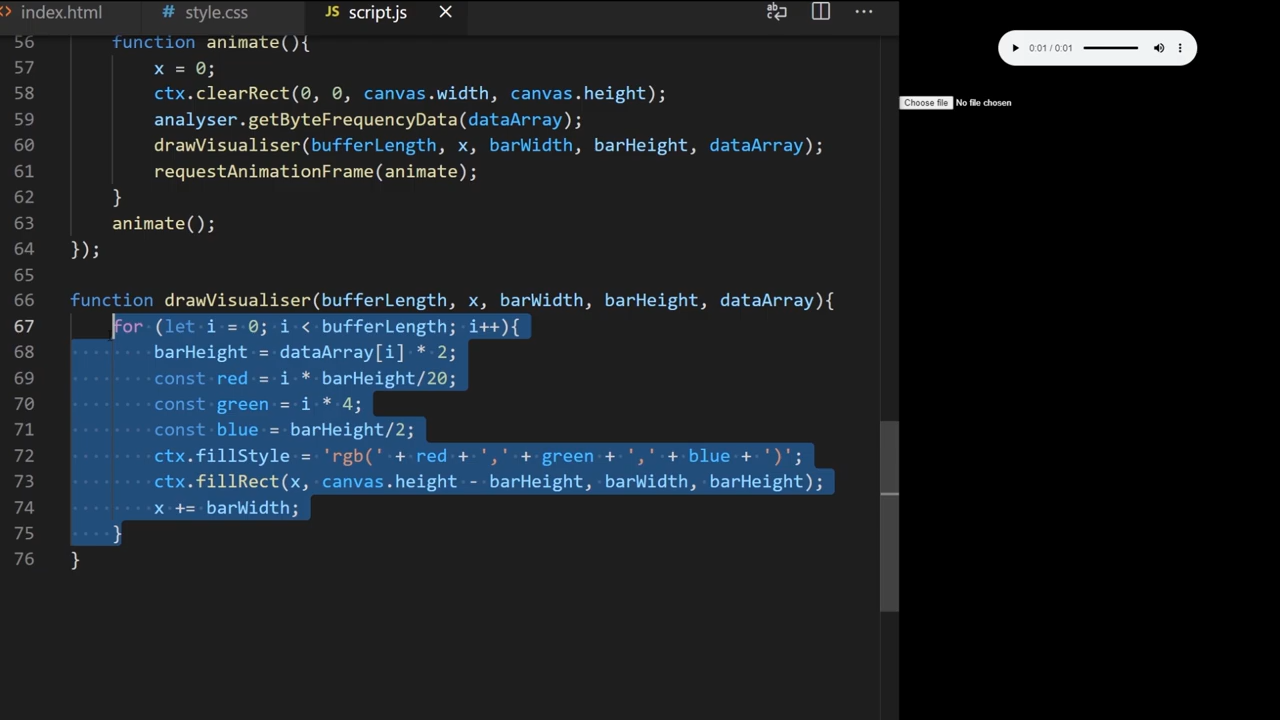 index.html
# style.css
JS script.js
0:01 / 0:01
Choose file No file chosen
56 function animate(){
57 x = 0;
58 ctx.clearRect(0, 0, canvas.width, canvas.height);
59 analyser.getByteFrequencyData(dataArray);
60 drawVisualiser(bufferLength, x, barWidth, barHeight, dataArray);
61 requestAnimationFrame(animate);
62 }
63 animate();
64 });
65
66 function drawVisualiser(bufferLength, x, barWidth, barHeight, dataArray){
67 for (let i = 0; i < bufferLength; i++){
68 barHeight = dataArray[i] * 2;
69 const red = i * barHeight/20;
70 const green = i * 4;
71 const blue = barHeight/2;
72 ctx.fillStyle = 'rgb(' + red + ',' + green + ',' + blue + ')';
73 ctx.fillRect(x, canvas.height - barHeight, barWidth, barHeight);
74 x += barWidth;
75 }
76 }